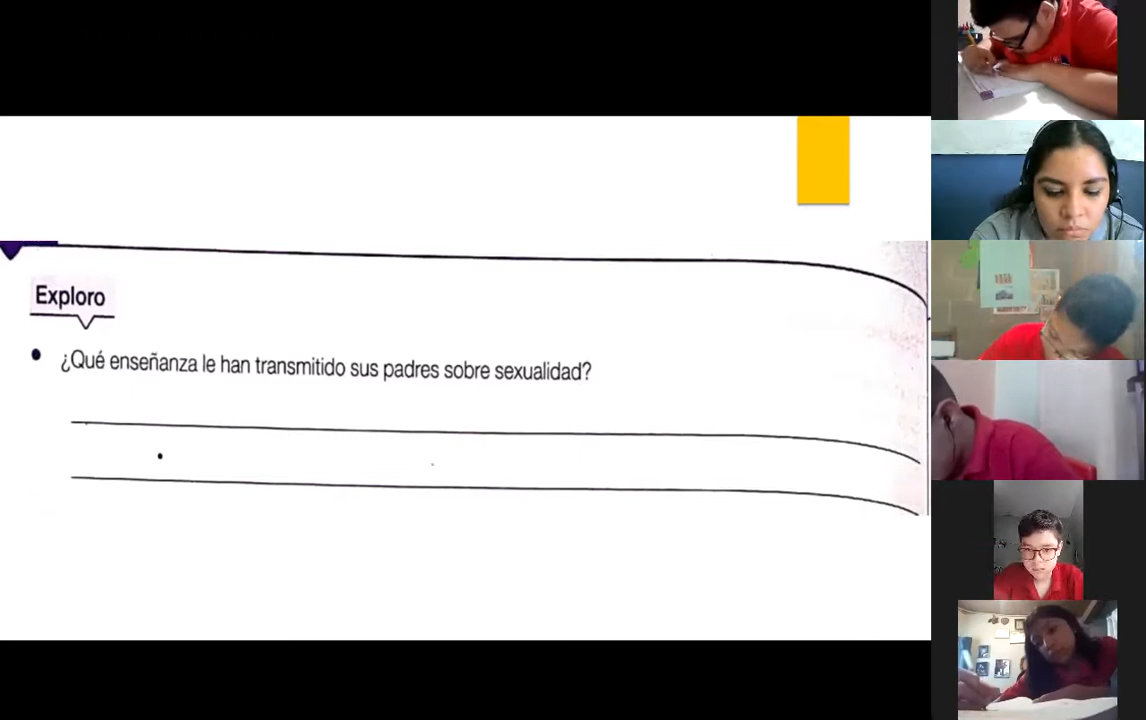 Exploro
• ¿Qué enseñanza le han transmitido sus padres sobre sexualidad?